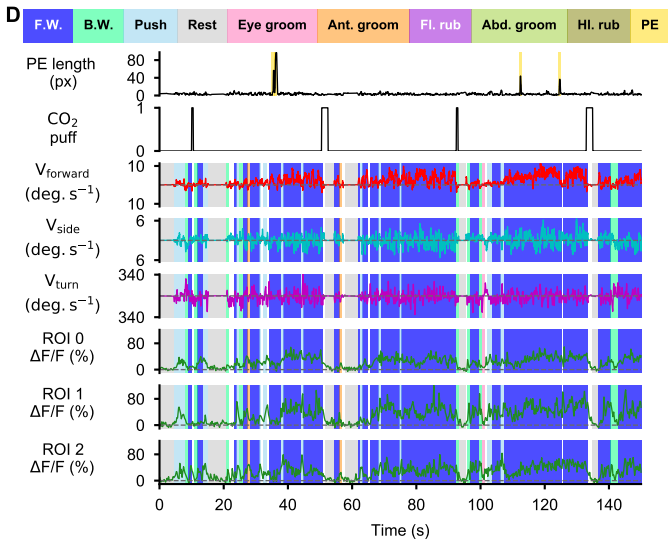 D
F.W. B.W. Push Rest Eye groom Ant. groom Fl. rub Abd. groom Hl. rub PE
PE length
(px)
80
40
0
CO2
puff
1
0
Vforward
(deg. s−1)
10
10
Vside
(deg. s−1)
6
6
Vturn
(deg. s−1)
340
340
ROI 0
ΔF/F (%)
80
0
ROI 1
ΔF/F (%)
80
0
ROI 2
ΔF/F (%)
80
0
0 20 40 60 80 100 120 140
Time (s)